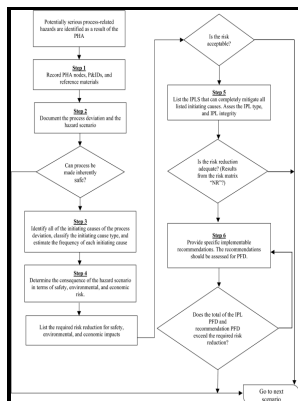 Potentially serious process-related
hazards are identified as a result of the
PHA
Step 1
Record PHA nodes, P&IDs, and
reference materials
Step 2
Document the process deviation and the
hazard scenario
Can process be
made inherently
safe?
Step 3
Identify all of the initiating causes of the process
deviation, classify the initiating cause type, and
estimate the frequency of each initiating cause
Step 4
Determine the consequence of the hazard scenario
in terms of safety, environmental, and economic
risk.
List the required risk reduction for safety,
environmental, and economic impacts
Is the risk
acceptable?
Step 5
List the IPLS that can completely mitigate all
listed initiating causes. Asses the IPL type,
and IPL integrity
Is the risk reduction
adequate? (Results
from the risk matrix
"NR"?)
Step 6
Provide specific implementable
recommendations. The recommendations
should be assessed for PFD.
Does the total of the IPL
PFD and
recommendation PFD
exceed the required risk
reduction?
Go to next
scenario